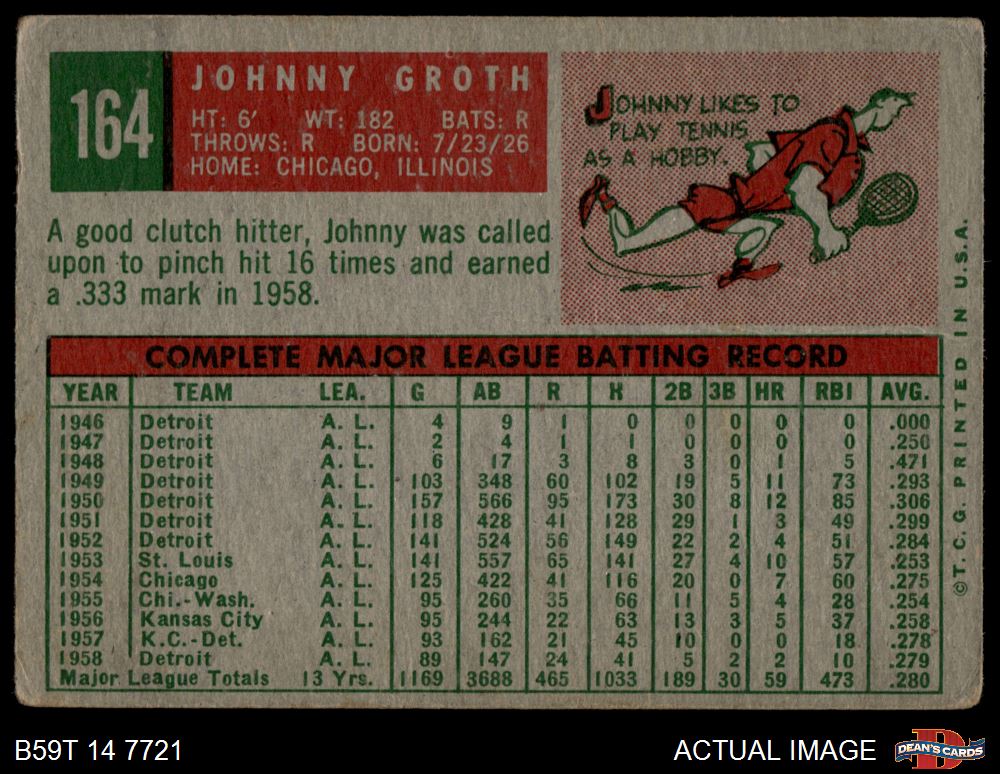 164
JOHNNY GROTH
HT: 6' WT: 182 BATS: R
THROWS: R BORN: 7/23/26
HOME: CHICAGO, ILLINOIS
JOHNNY LIKES TO
PLAY TENNIS
AS A HOBBY.
A good clutch hitter, Johnny was called
upon to pinch hit 16 times and earned
a .333 mark in 1958.
COMPLETE MAJOR LEAGUE BATTING RECORD
YEAR TEAM LEA. G AB R H 2B 3B HR RBI AVG.
1946 Detroit A. L. 4 9 1 0 0 0 0 0 .000
1947 Detroit A. L. 2 4 1 1 0 0 0 0 .250
1948 Detroit A. L. 6 17 3 8 3 0 1 5 .471
1949 Detroit A. L. 103 348 60 102 19 5 11 73 .293
1950 Detroit A. L. 157 566 95 173 30 8 12 85 .306
1951 Detroit A. L. 118 428 41 128 29 1 3 49 .299
1952 Detroit A. L. 141 524 56 149 22 2 4 51 .284
1953 St. Louis A. L. 141 557 65 141 27 4 10 57 .253
1954 Chicago A. L. 125 422 41 116 20 0 7 60 .275
1955 Chi.-Wash. A. L. 95 260 35 66 11 5 4 28 .254
1956 Kansas City A. L. 95 244 22 63 13 3 5 37 .258
1957 K.C.-Det. A. L. 93 162 21 45 10 0 0 18 .278
1958 Detroit A. L. 89 147 24 41 5 2 2 10 .279
Major League Totals 13 Yrs. 1169 3688 465 1033 189 30 59 473 .280
©T. C. G. PRINTED IN U.S.A.
B59T 14 7721
ACTUAL IMAGE
D
DEAN'S CARDS